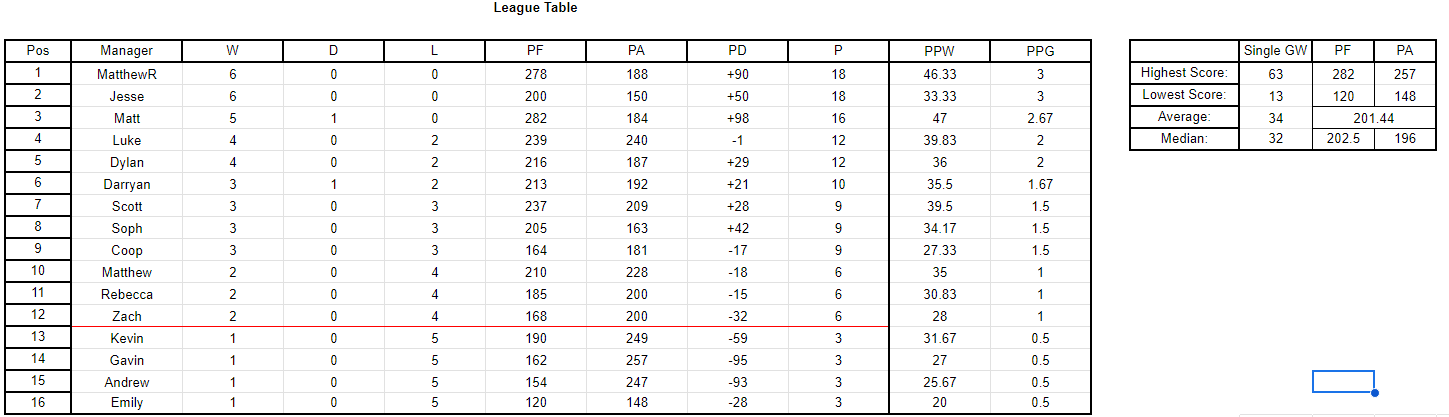 League Table
Pos Manager W D L PF PA PD P PPW PPG
1 MatthewR 6 0 0 278 188 +90 18 46.33 3
2 Jesse 6 0 0 200 150 +50 18 33.33 3
3 Matt 5 1 0 282 184 +98 16 47 2.67
4 Luke 4 0 2 239 240 -1 12 39.83 2
5 Dylan 4 0 2 216 187 +29 12 36 2
6 Darryan 3 1 2 213 192 +21 10 35.5 1.67
7 Scott 3 0 3 237 209 +28 9 39.5 1.5
8 Soph 3 0 3 205 163 +42 9 34.17 1.5
9 Coop 3 0 3 164 181 -17 9 27.33 1.5
10 Matthew 2 0 4 210 228 -18 6 35 1
11 Rebecca 2 0 4 185 200 -15 6 30.83 1
12 Zach 2 0 4 168 200 -32 6 28 1
13 Kevin 1 0 5 190 249 -59 3 31.67 0.5
14 Gavin 1 0 5 162 257 -95 3 27 0.5
15 Andrew 1 0 5 154 247 -93 3 25.67 0.5
16 Emily 1 0 5 120 148 -28 3 20 0.5
Single GW PF PA
Highest Score: 63 282 257
Lowest Score: 13 120 148
Average: 34 201.44
Median: 32 202.5 196